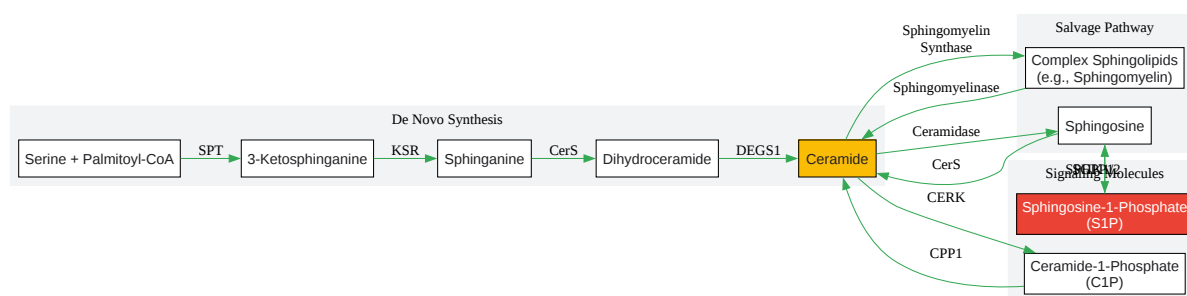 Sphingomyelin
Synthase
Salvage Pathway
Complex Sphingolipids
(e.g., Sphingomyelin)
Sphingomyelinase
De Novo Synthesis
Ceramidase
Sphingosine
Serine + Palmitoyl-CoA
SPT
3-Ketosphinganine
KSR
Sphinganine
CerS
Dihydroceramide
DEGS1
Ceramide
CerS
Signaling Molecules
CERK
Sphingosine-1-Phosphate
(S1P)
CPP1
Ceramide-1-Phosphate
(C1P)